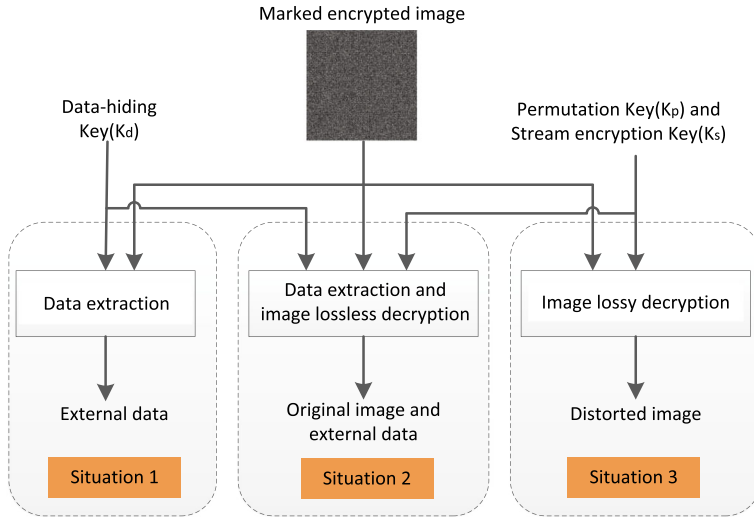 Marked encrypted image
Data-hiding
Key(Kd)
Permutation Key(Kp) and
Stream encryption Key(Ks)
Data extraction
Data extraction and
image lossless decryption
Image lossy decryption
External data
Original image and
external data
Distorted image
Situation 1
Situation 2
Situation 3